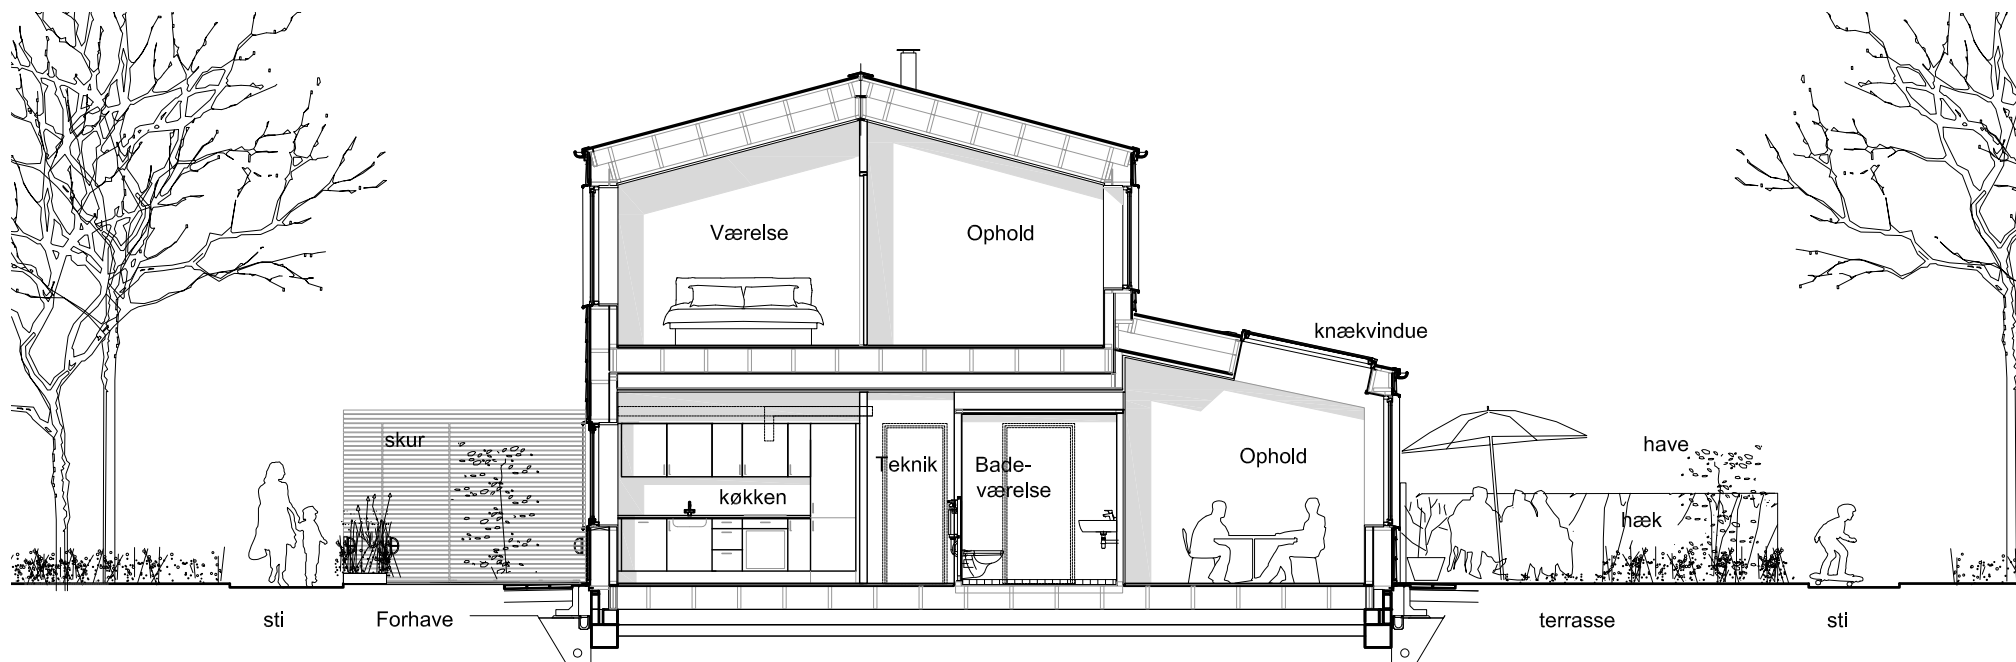 Værelse
Ophold
knækvindue
skur
køkken
Teknik
Bade-
værelse
Ophold
have
hæk
sti
Forhave
terrasse
sti